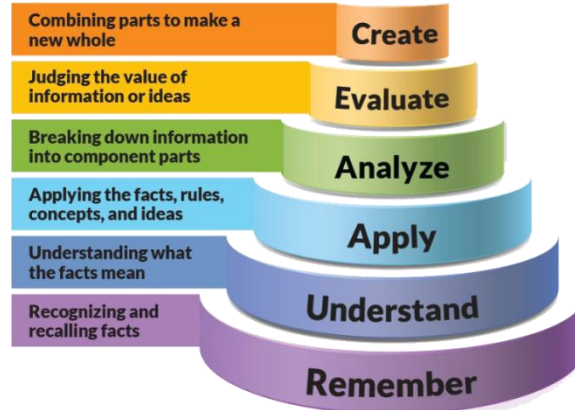 Combining parts to make a
new whole
Create
Judging the value of
information or ideas
Evaluate
Breaking down information
into component parts
Analyze
Applying the facts, rules,
concepts, and ideas
Apply
Understanding what
the facts mean
Understand
Recognizing and
recalling facts
Remember